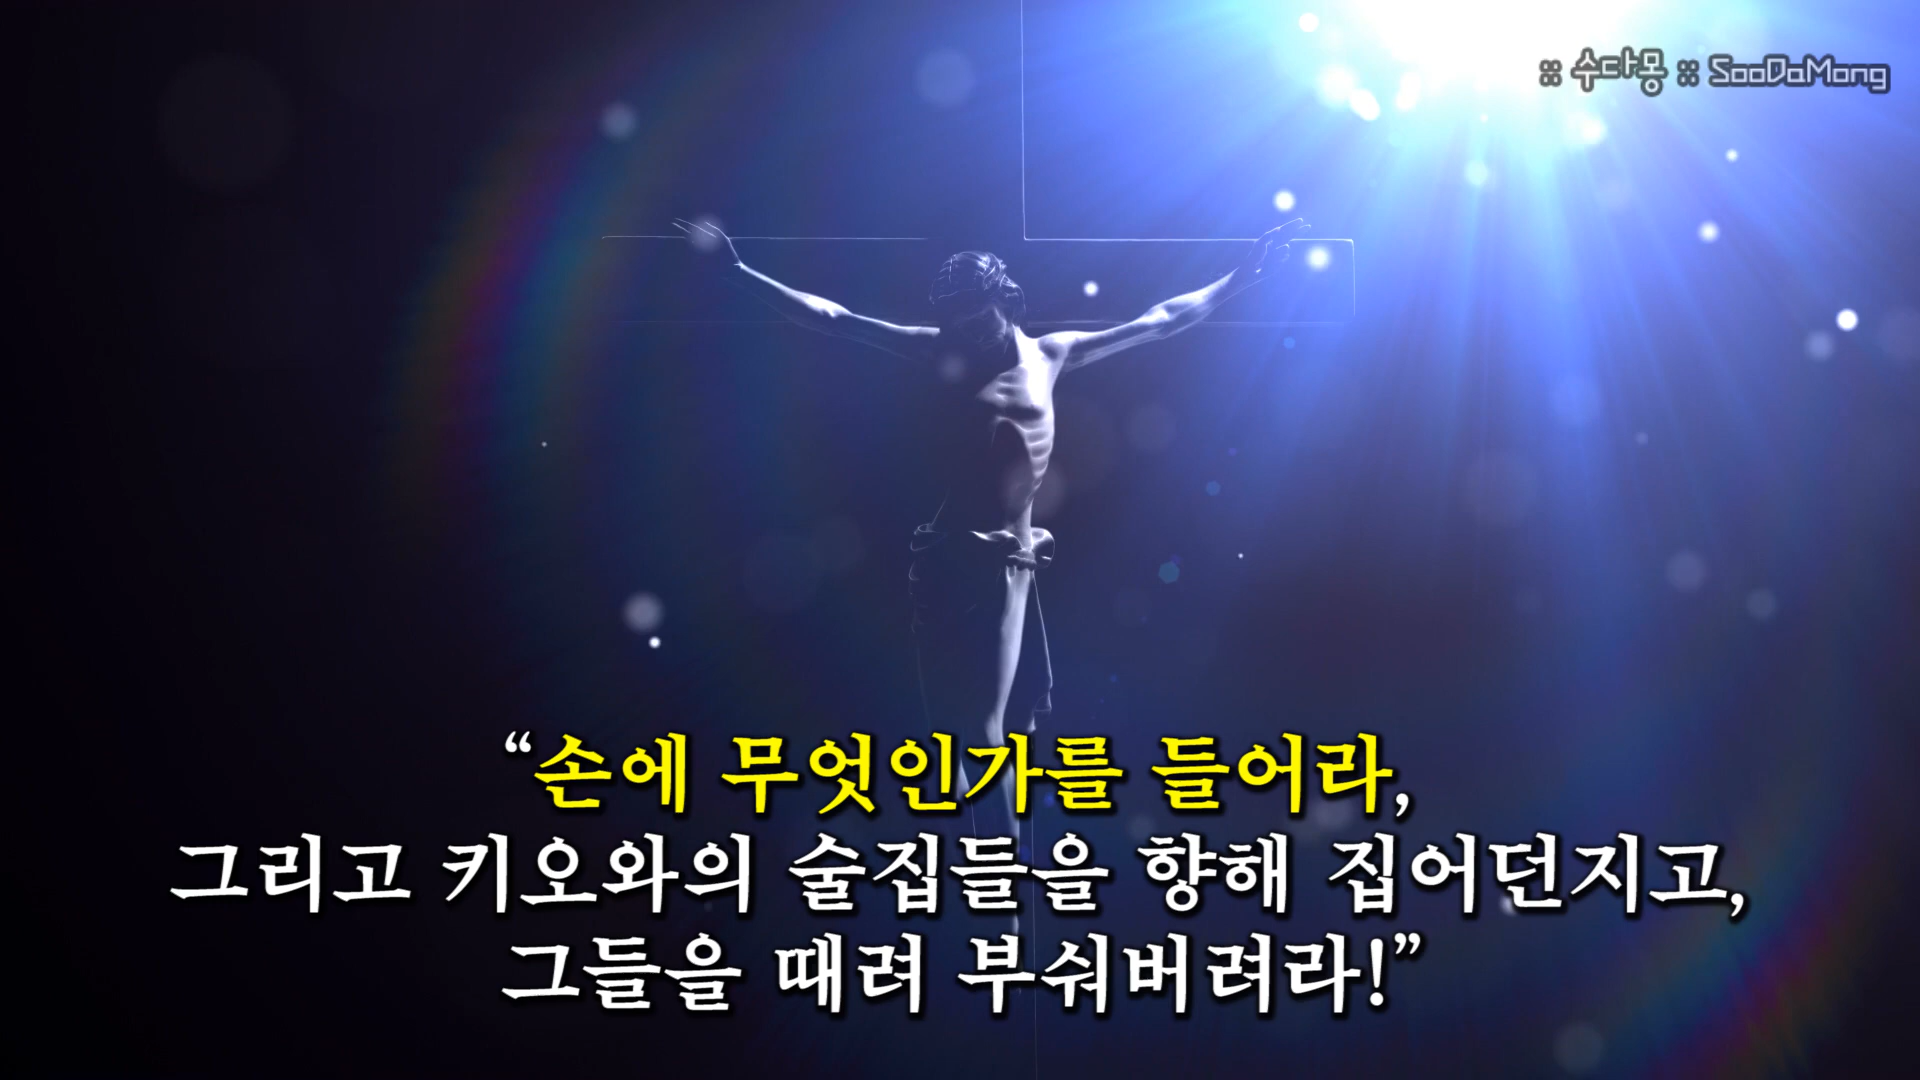 :: 수다몽 :: SooDaMong
“손에 무엇인가를 들어라,
그리고 키오와의 술집들을 향해 집어던지고,
그들을 때려 부숴버려라!”